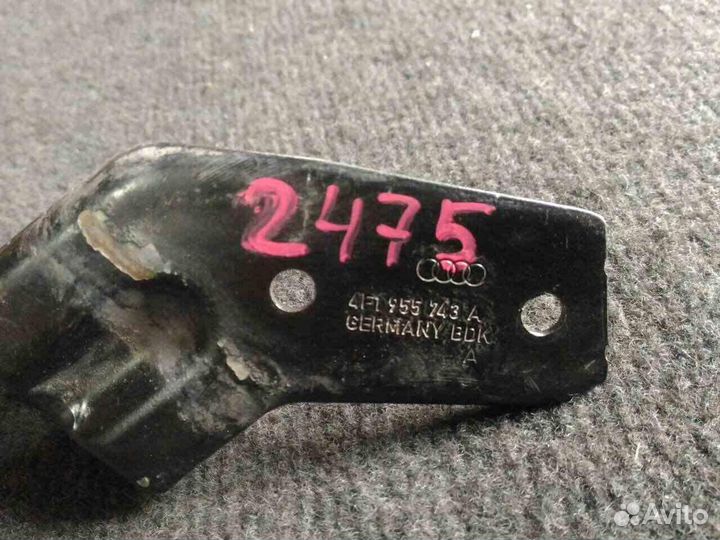 2475
4F1 955 743 A
GERMANY BDK
A
Avito